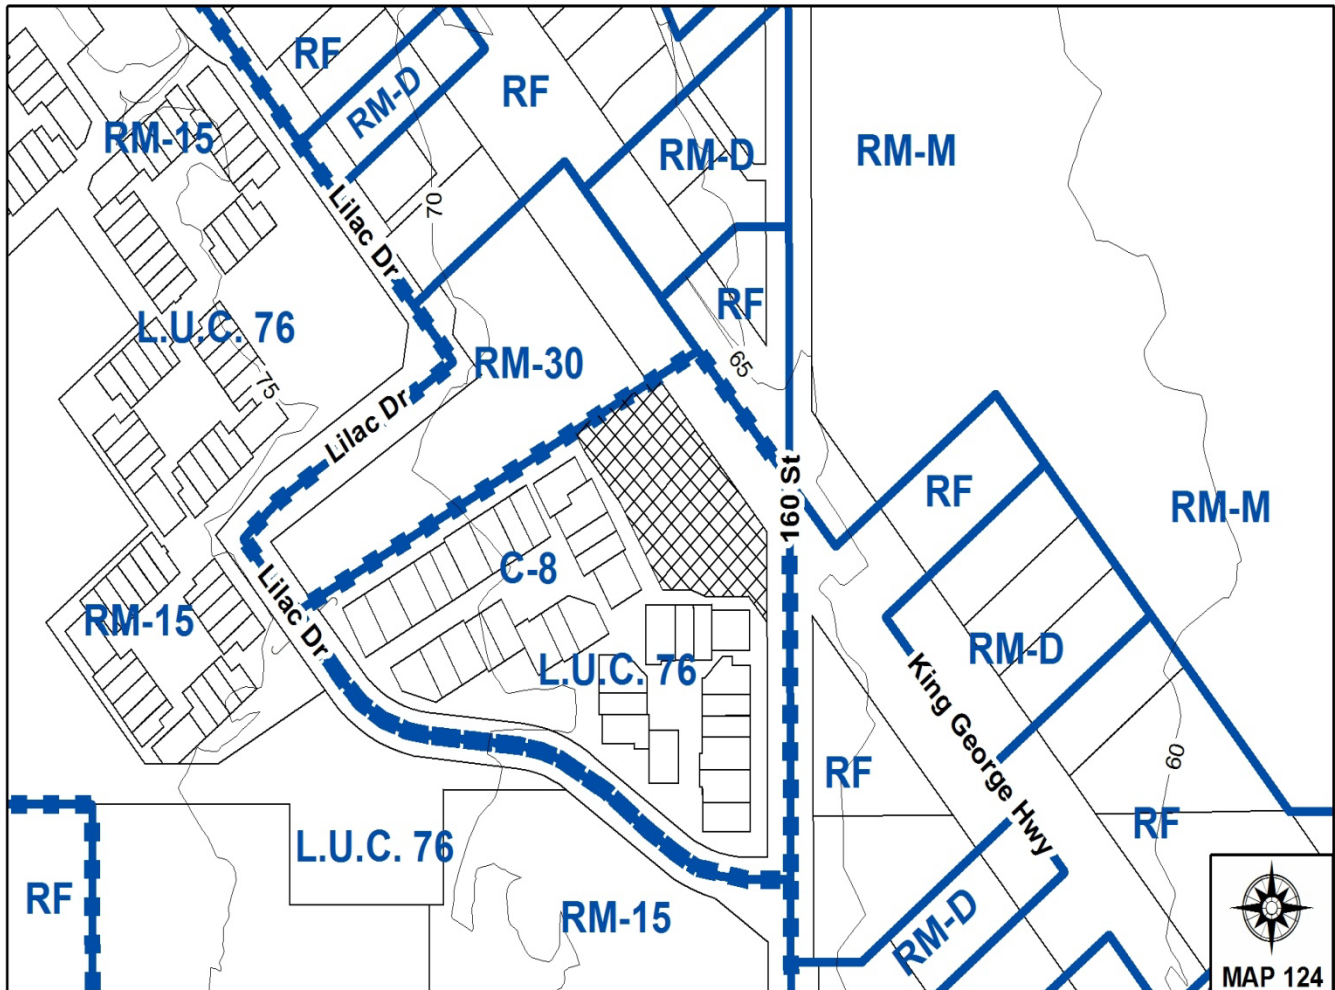 RF
RM-D
RF
RM-15
RM-D
RM-M
Lilac Dr
70
RF
L.U.C. 76
RM-30
65
75
Lilac Dr
160 St
RF
RM-M
C-8
Lilac Dr
RM-15
RM-D
L.U.C. 76
King George Hwy
60
RF
RF
L.U.C. 76
RF
RM-15
RM-D
MAP 124